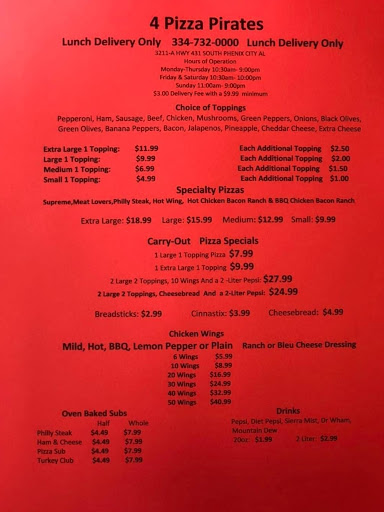 4 Pizza Pirates
Lunch Delivery Only 334-732-0000 Lunch Delivery Only
3211-A HWY 431 SOUTH PHENIX CITY AL
Hours of Operation
Monday-Thursday 10:30am- 9:00pm
Friday & Saturday 10:30am- 10:00pm
Sunday 11:00am- 9:00pm
$3.00 Delivery Fee with a $9.99 minimum
Choice of Toppings
Pepperoni, Ham, Sausage, Beef, Chicken, Mushrooms, Green Peppers, Onions, Black Olives,
Green Olives, Banana Peppers, Bacon, Jalapenos, Pineapple, Cheddar Cheese, Extra Cheese
Extra Large 1 Topping: $11.99 Each Additional Topping $2.50
Large 1 Topping: $9.99 Each Additional Topping $2.00
Medium 1 Topping: $6.99 Each Additional Topping $1.50
Small 1 Topping: $4.99 Each Additional Topping $1.00
Specialty Pizzas
Supreme,Meat Lovers,Philly Steak, Hot Wing, Hot Chicken Bacon Ranch & BBQ Chicken Bacon Ranch
Extra Large: $18.99 Large: $15.99 Medium: $12.99 Small: $9.99
Carry-Out Pizza Specials
1 Large 1 Topping Pizza $7.99
1 Extra Large 1 Topping $9.99
2 Large 2 Toppings, 10 Wings And a 2 -Liter Pepsi: $27.99
2 Large 2 Toppings, Cheesebread And a 2-Liter Pepsi: $24.99
Breadsticks: $2.99 Cinnastix: $3.99 Cheesebread: $4.99
Chicken Wings
Mild, Hot, BBQ, Lemon Pepper or Plain Ranch or Bleu Cheese Dressing
6 Wings $5.99
10 Wings $8.99
20 Wings $16.99
30 Wings $24.99
40 Wings $32.99
50 Wings $40.99
Oven Baked Subs
Half Whole
Philly Steak $4.49 $7.99
Ham & Cheese $4.49 $7.99
Pizza Sub $4.49 $7.99
Turkey Club $4.49 $7.99
Drinks
Pepsi, Diet Pepsi, Sierra Mist, Dr Wham,
Mountain Dew
20oz $1.99 2 Liter: $2.99